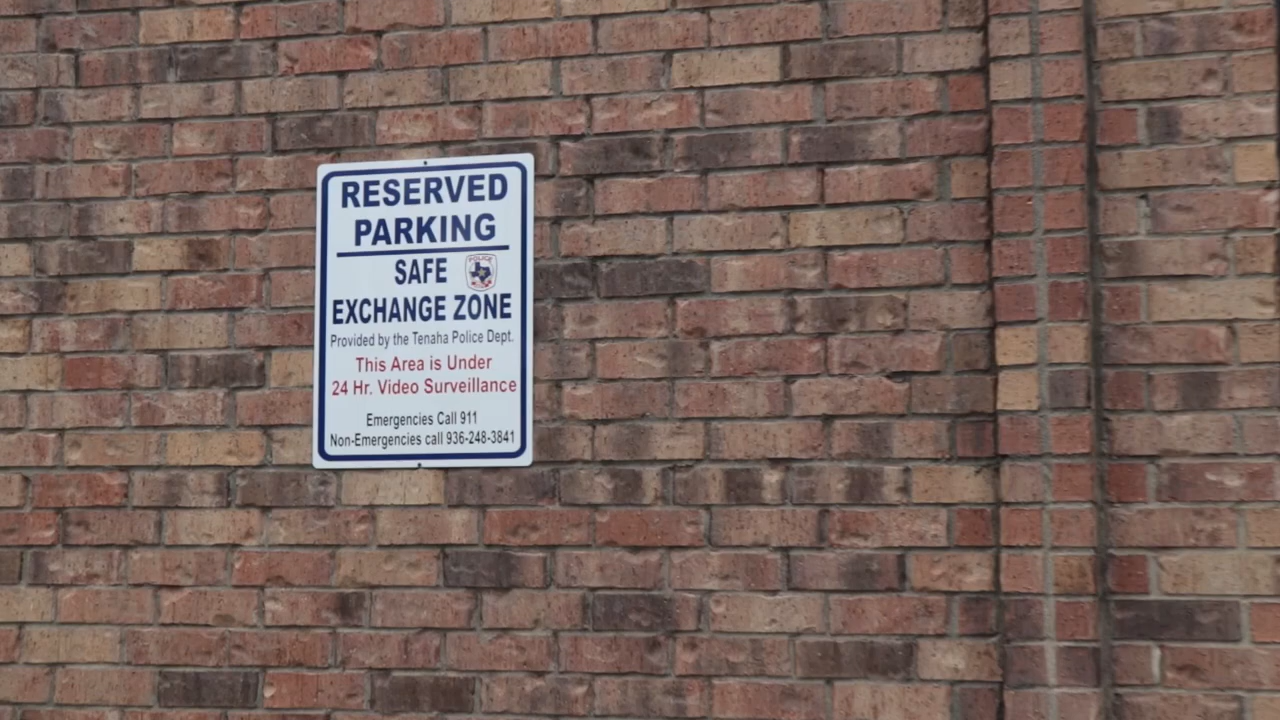 RESERVED
PARKING
SAFE
POLICE
EXCHANGE ZONE
Provided by the Tenaha Police Dept.
This Area is Under
24 Hr. Video Surveillance
Emergencies Call 911
Non-Emergencies call 936-248-3841